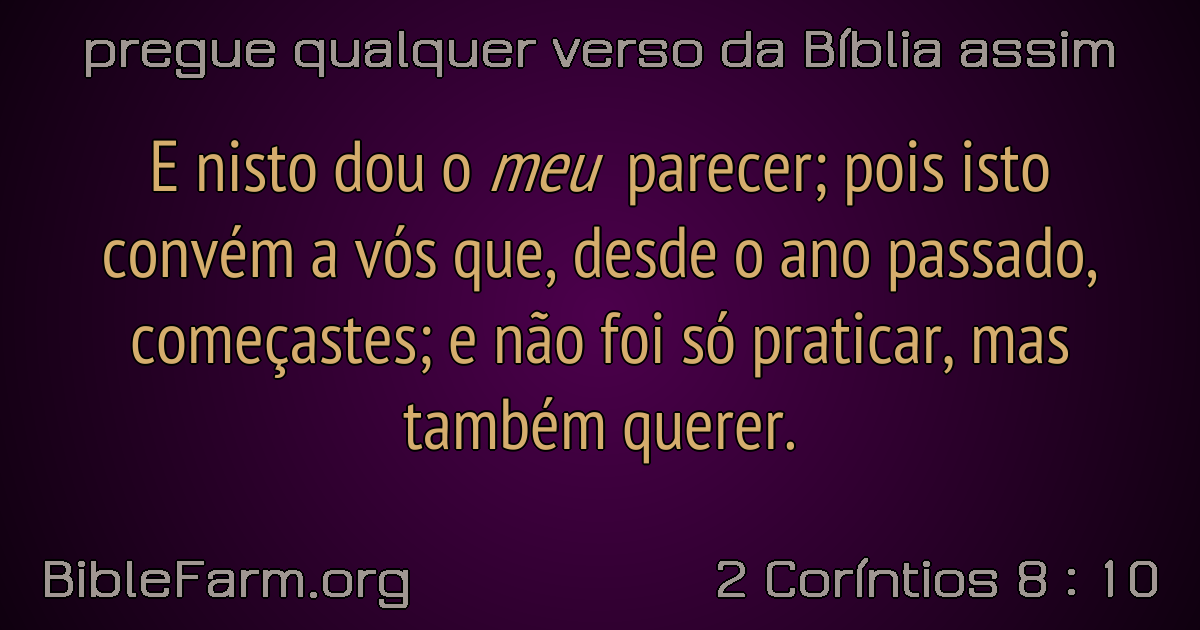 pregue qualquer verso da Bíblia assim
E nisto dou o meu parecer; pois isto
convém a vós que, desde o ano passado,
começastes; e não foi só praticar, mas
também querer.
BibleFarm.org
2 Coríntios 8 : 10